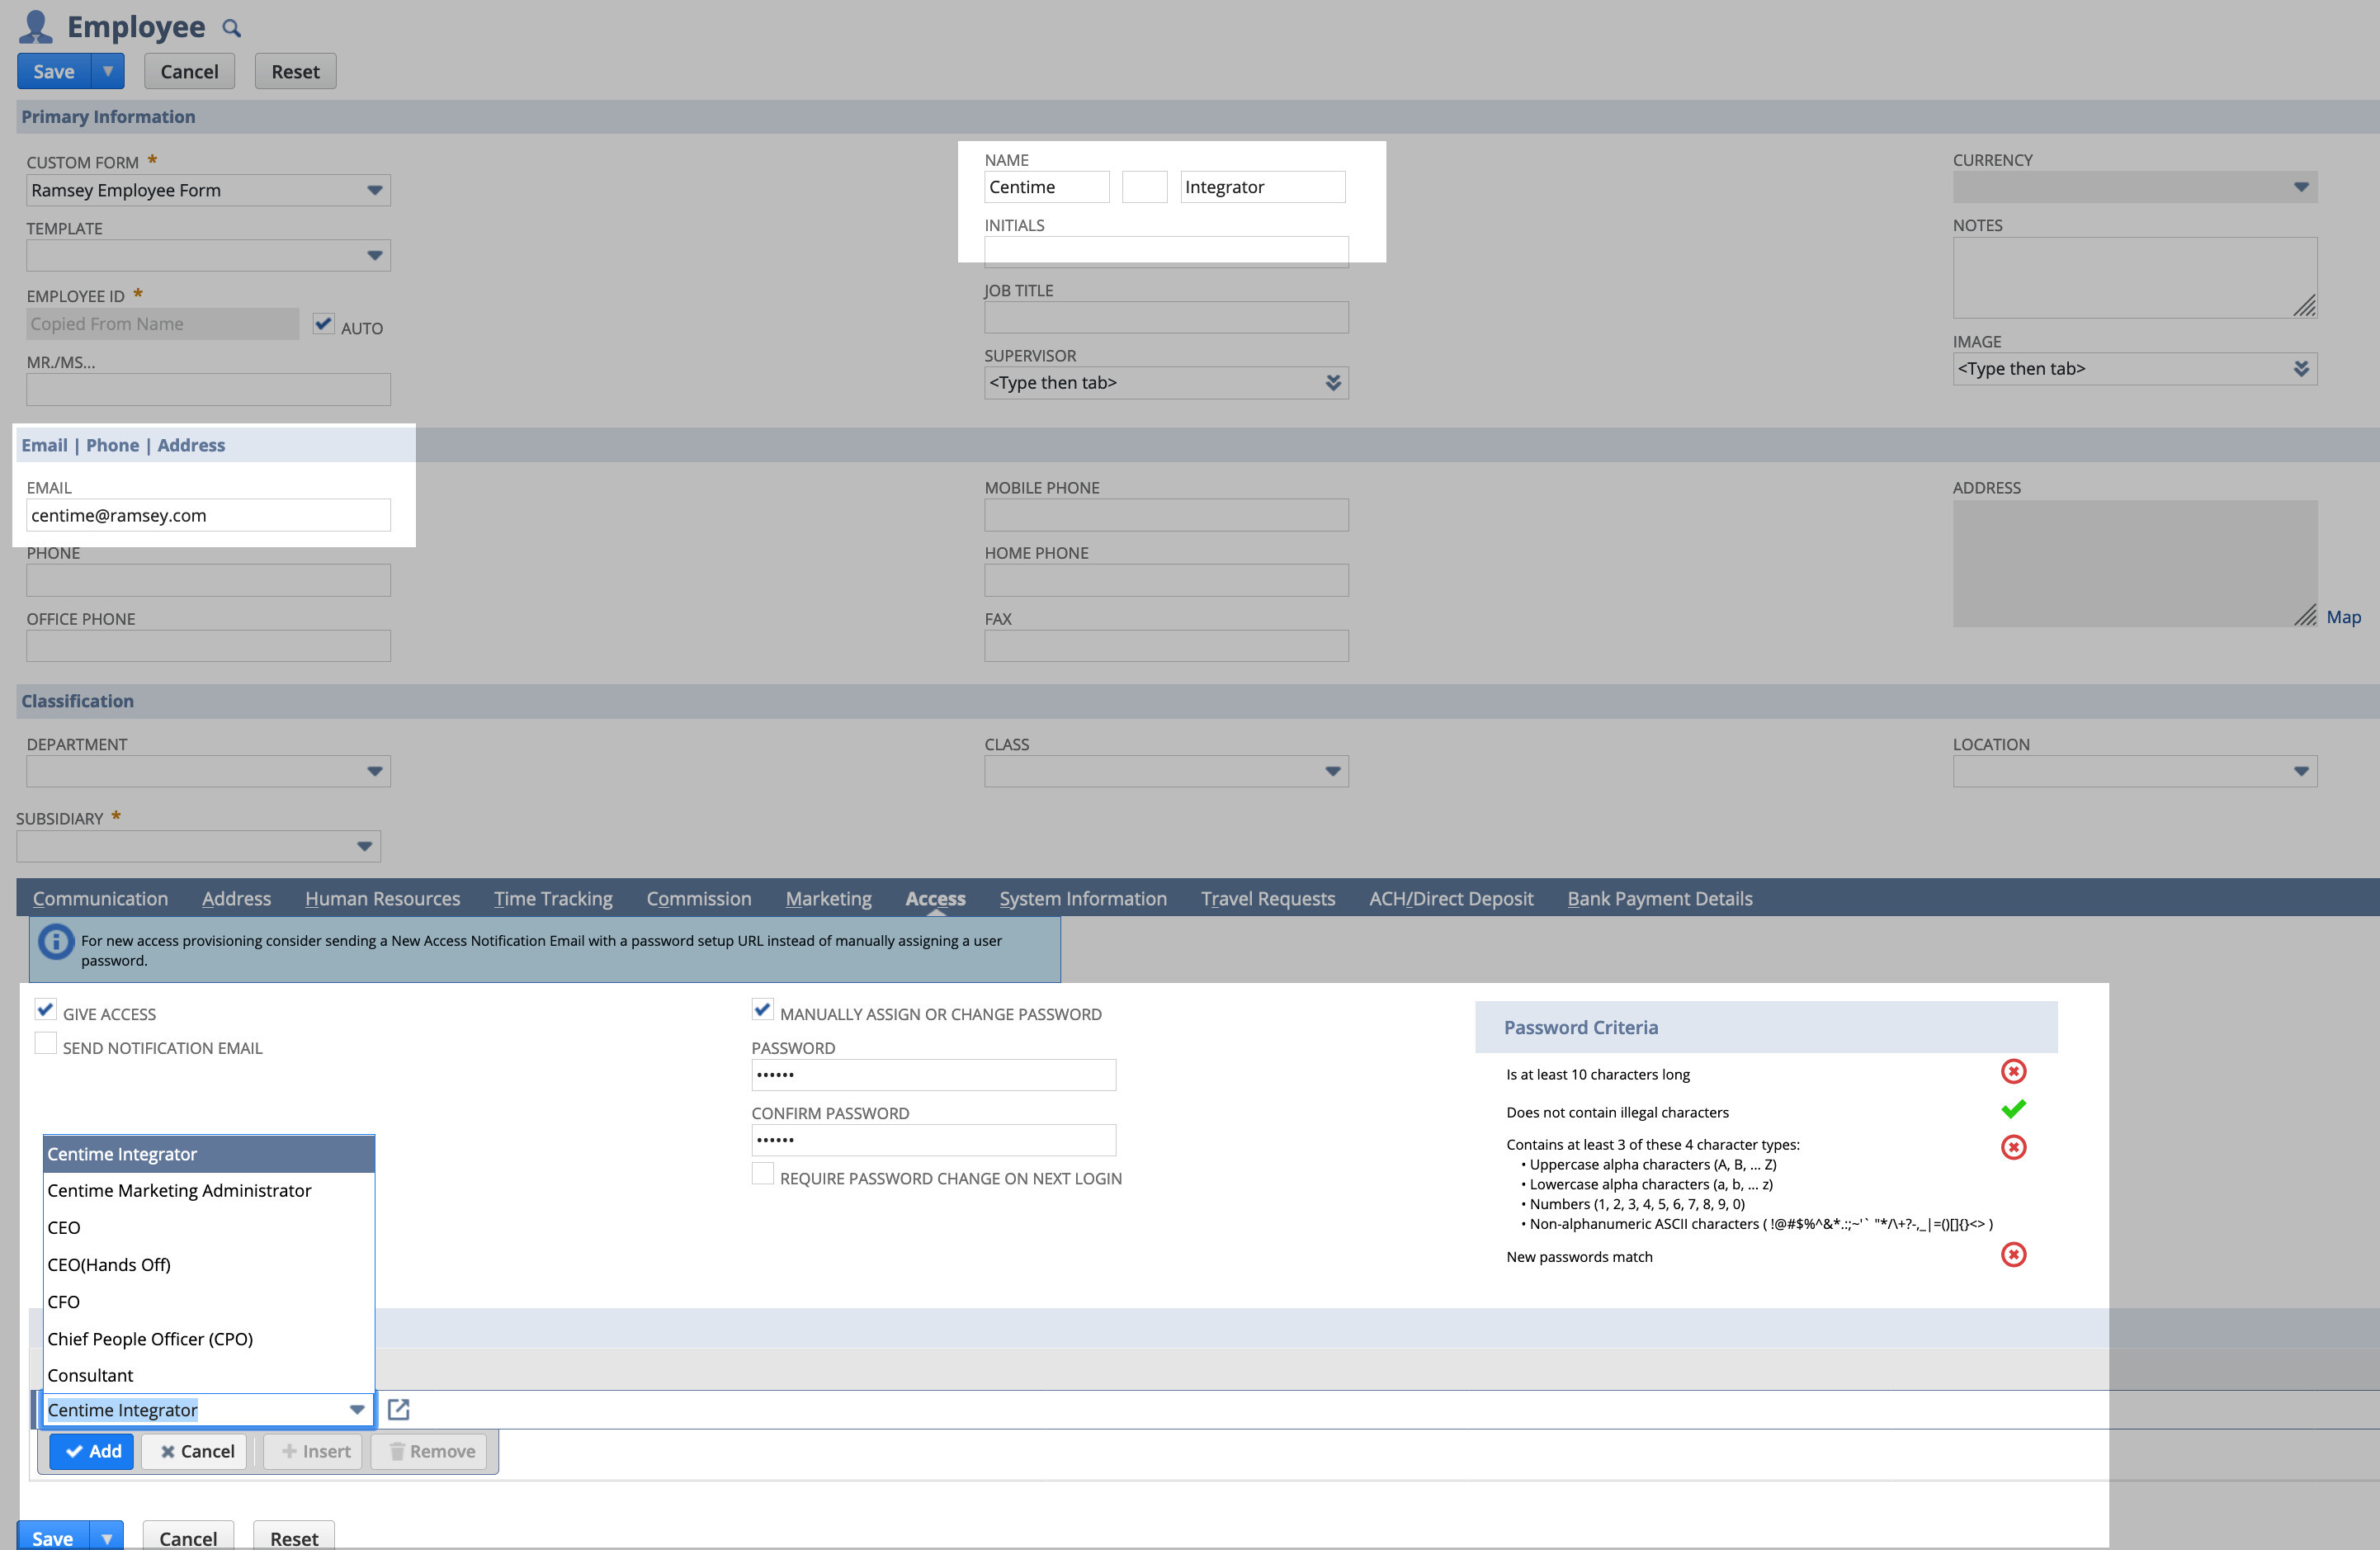 Employee
Save
Cancel
Reset
Primary Information
CUSTOM FORM *
Ramsey Employee Form
TEMPLATE
EMPLOYEE ID *
Copied From Name
AUTO
MR./MS...
NAME
Centime
Integrator
INITIALS
JOB TITLE
SUPERVISOR
<Type then tab>
CURRENCY
NOTES
IMAGE
<Type then tab>
Email | Phone | Address
EMAIL
centime@ramsey.com
PHONE
OFFICE PHONE
MOBILE PHONE
HOME PHONE
FAX
ADDRESS
Map
Classification
DEPARTMENT
CLASS
LOCATION
SUBSIDIARY *
Communication Address Human Resources Time Tracking Commission Marketing Access System Information Travel Requests ACH/Direct Deposit Bank Payment Details
For new access provisioning consider sending a New Access Notification Email with a password setup URL instead of manually assigning a user
password.
GIVE ACCESS
SEND NOTIFICATION EMAIL
MANUALLY ASSIGN OR CHANGE PASSWORD
PASSWORD
••••••
CONFIRM PASSWORD
••••••
REQUIRE PASSWORD CHANGE ON NEXT LOGIN
Password Criteria
Is at least 10 characters long
Does not contain illegal characters
Contains at least 3 of these 4 character types:
• Uppercase alpha characters (A, B, ... Z)
• Lowercase alpha characters (a, b, ... z)
• Numbers (1, 2, 3, 4, 5, 6, 7, 8, 9, 0)
• Non-alphanumeric ASCII characters ( !@#$%^&*.:;~'` "*/\+?-,_|=()[]{}<> )
New passwords match
Centime Integrator
Centime Marketing Administrator
CEO
CEO(Hands Off)
CFO
Chief People Officer (CPO)
Consultant
Centime Integrator
Add
Cancel
Insert
Remove
Save
Cancel
Reset